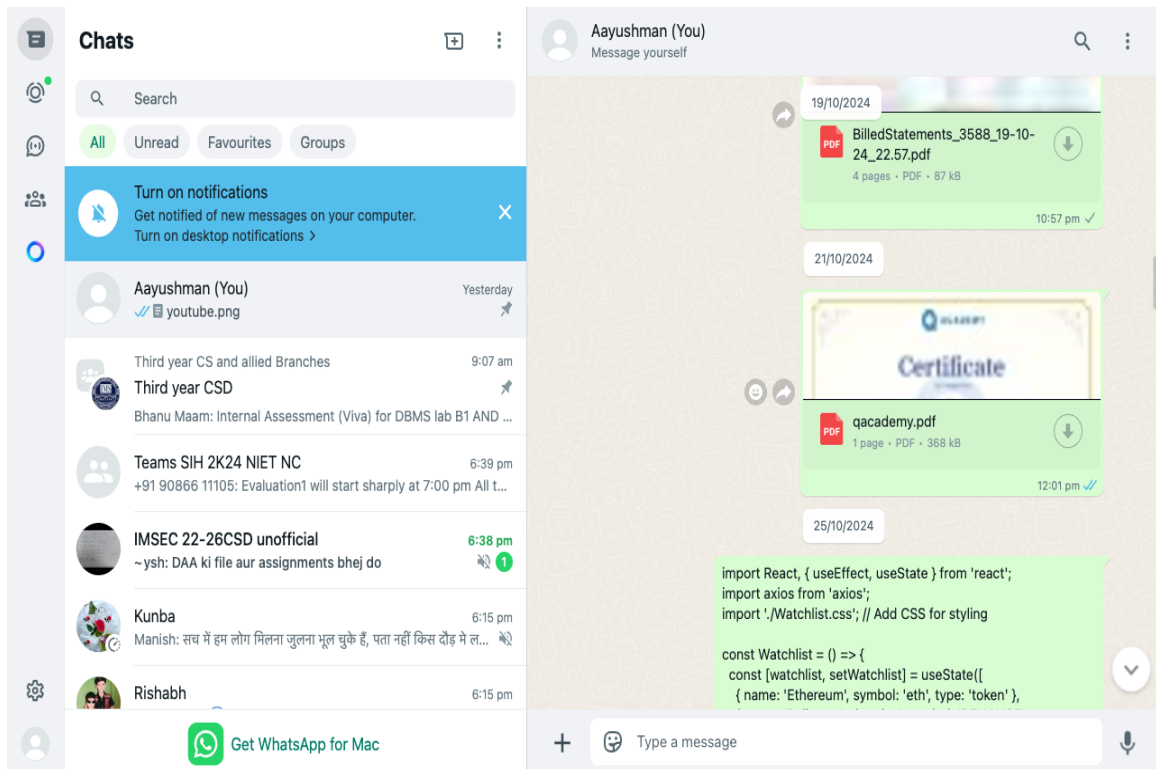 Chats
Search
All
Unread
Favourites
Groups
Turn on notifications
Get notified of new messages on your computer.
Turn on desktop notifications >
Aayushman (You)
Yesterday
youtube.png
Third year CS and allied Branches
9:07 am
Third year CSD
Bhanu Maam: Internal Assessment (Viva) for DBMS lab B1 AND ...
Teams SIH 2K24 NIET NC
6:39 pm
+91 90866 11105: Evaluation1 will start sharply at 7:00 pm All t...
IMSEC 22-26CSD unofficial
6:38 pm
~ysh: DAA ki file aur assignments bhej do
1
Kunba
6:15 pm
Manish: सच में हम लोग मिलना जुलना भूल चुके हैं, पता नहीं किस दौड़ मे ल...
Rishabh
6:15 pm
Get WhatsApp for Mac
Aayushman (You)
Message yourself
19/10/2024
PDF
BilledStatements_3588_19-10-
24_22.57.pdf
4 pages • PDF • 87 kB
10:57 pm
21/10/2024
Certificate
PDF
qacademy.pdf
1 page • PDF • 368 kB
12:01 pm
25/10/2024
import React, { useEffect, useState } from 'react';
import axios from 'axios';
import './Watchlist.css'; // Add CSS for styling
const Watchlist = () => {
const [watchlist, setWatchlist] = useState([
{ name: 'Ethereum', symbol: 'eth', type: 'token' },
Type a message